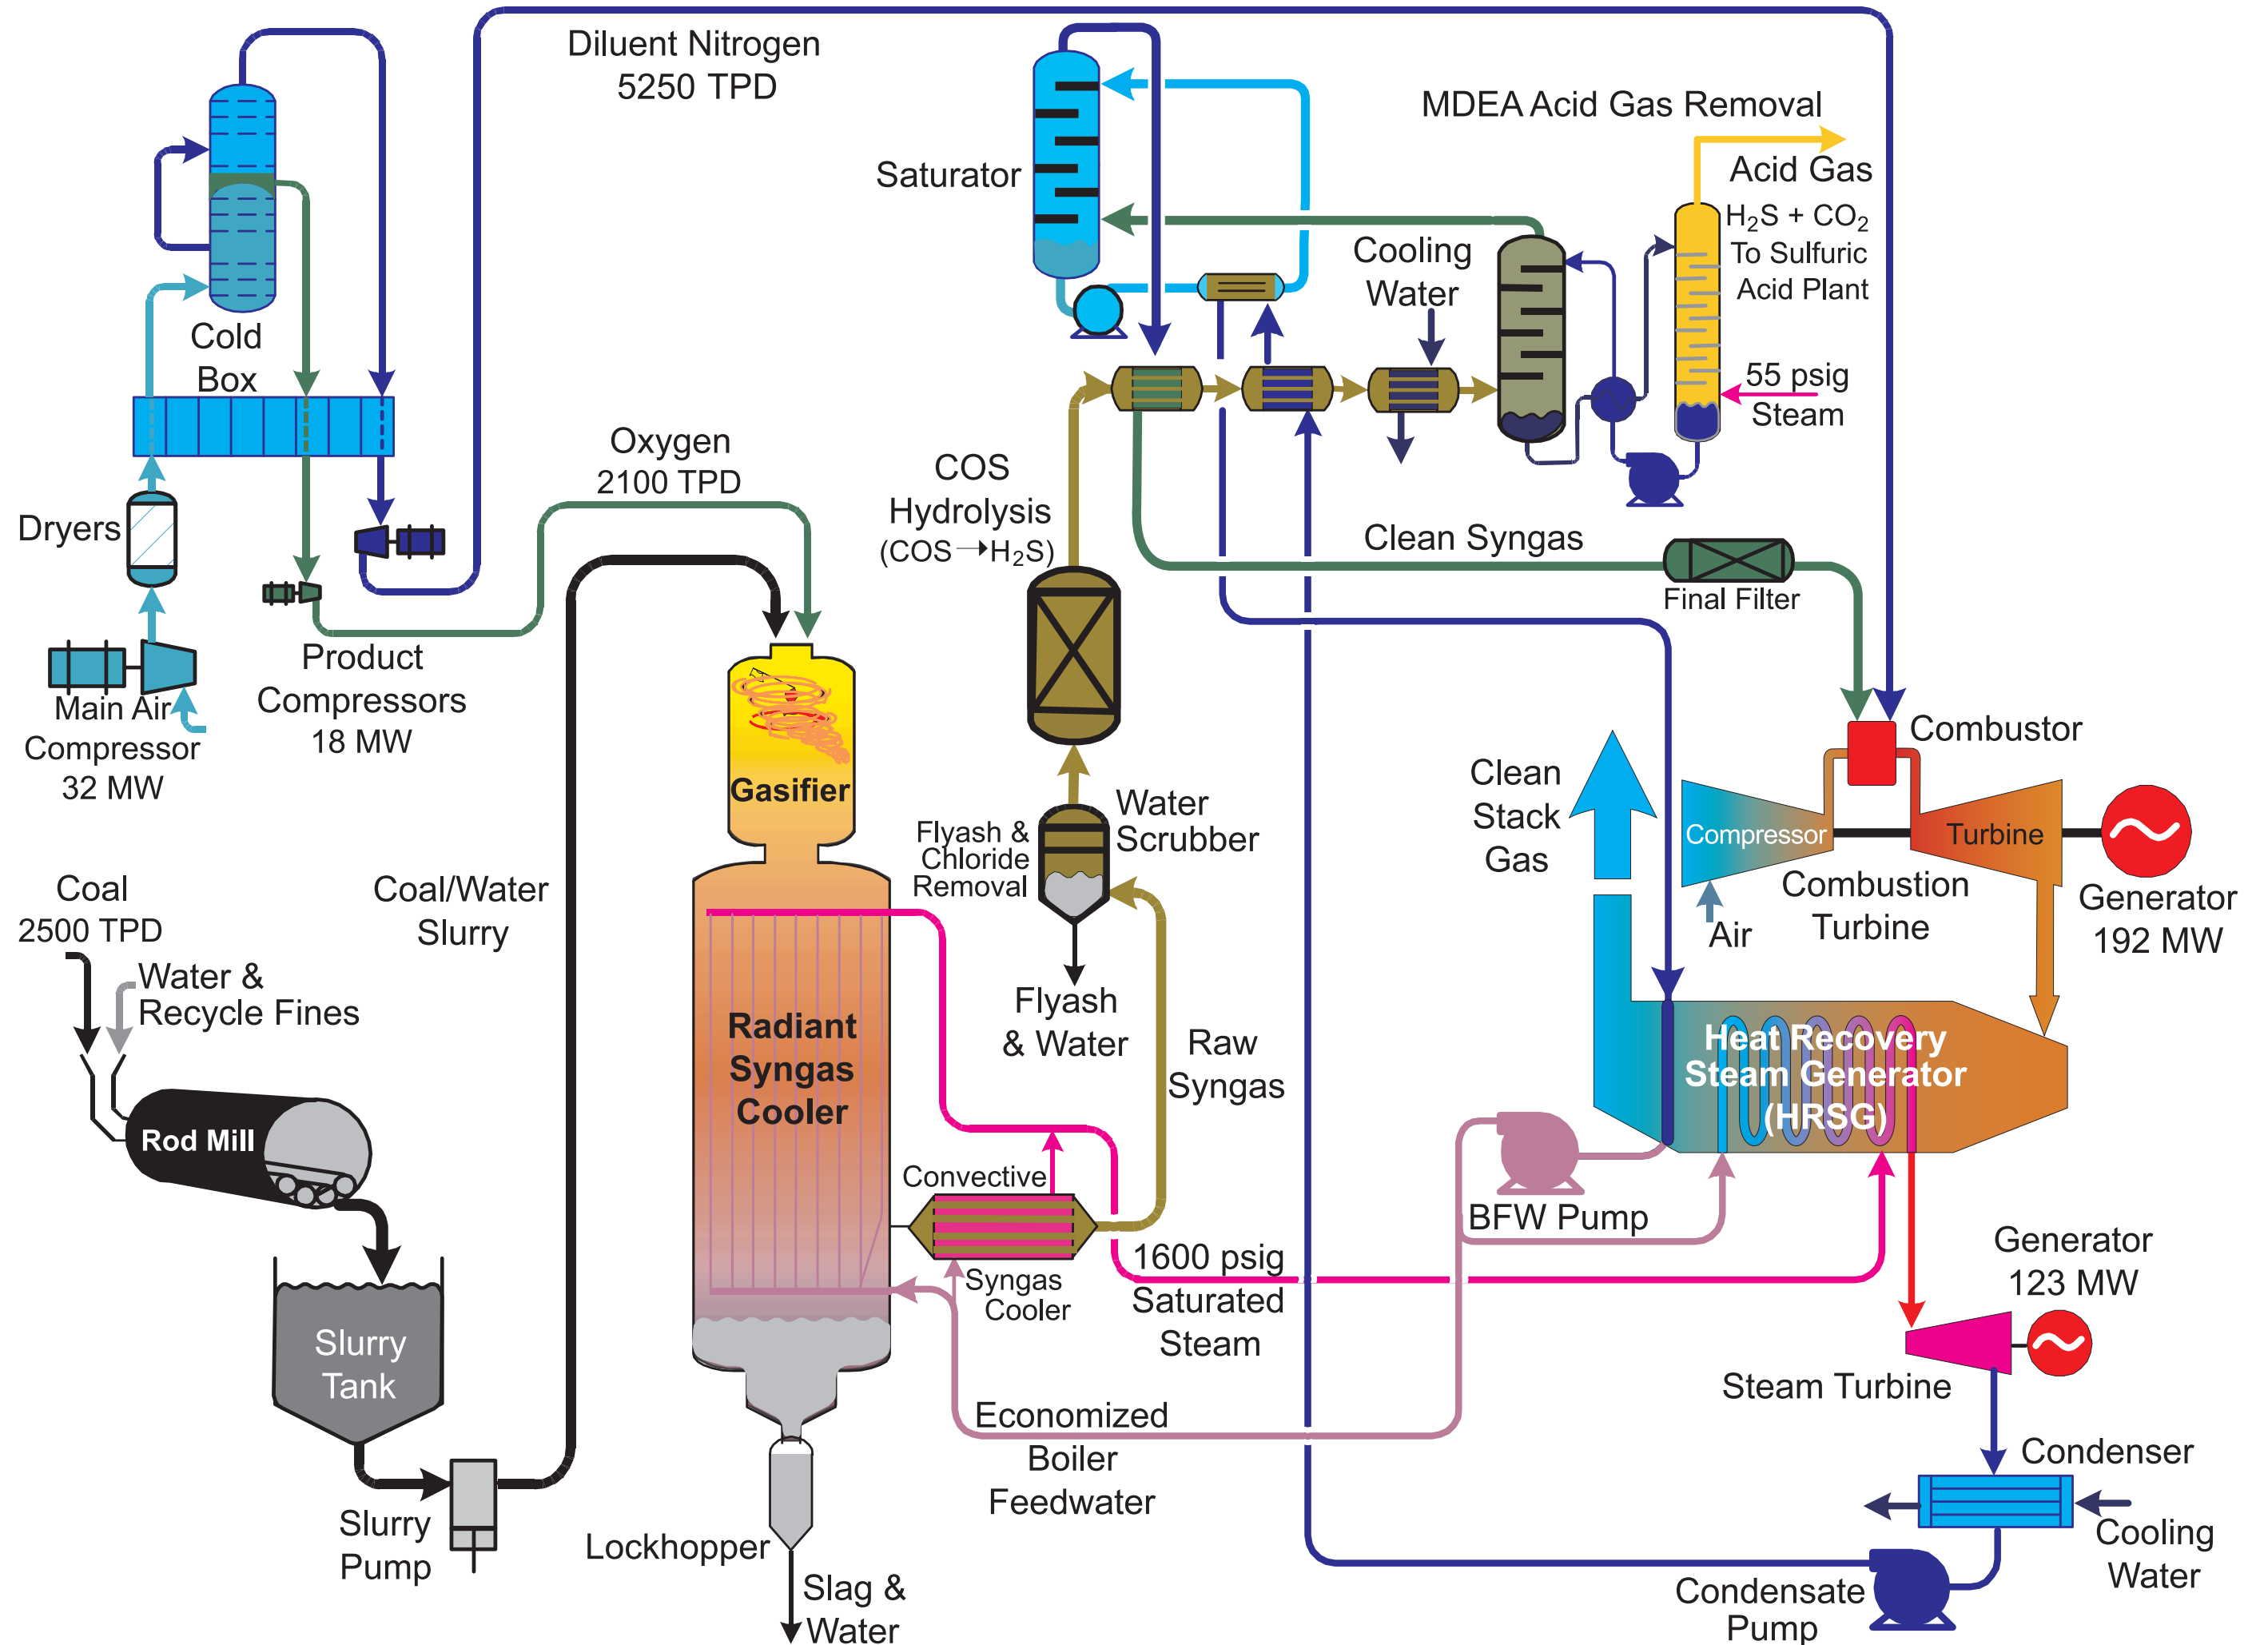 Diluent Nitrogen
5250 TPD
Saturator
MDEA Acid Gas Removal
Acid Gas
H₂S + CO₂
To Sulfuric
Acid Plant
Cooling
Water
55 psig
Steam
Cold
Box
Oxygen
2100 TPD
COS
Hydrolysis
(COS→H₂S)
Dryers
Clean Syngas
Final Filter
Product
Compressors
18 MW
Main Air
Compressor
32 MW
Gasifier
Combustor
Clean
Stack
Gas
Water
Scrubber
Flyash &
Chloride
Removal
Compressor
Turbine
Combustion
Turbine
Generator
192 MW
Air
Coal
2500 TPD
Coal/Water
Slurry
Water &
Recycle Fines
Flyash
& Water
Raw
Syngas
Radiant
Syngas
Cooler
Heat Recovery
Steam Generator
(HRSG)
Rod Mill
Convective
Syngas
Cooler
BFW Pump
1600 psig
Saturated
Steam
Generator
123 MW
Slurry
Tank
Steam Turbine
Economized
Boiler
Feedwater
Condenser
Slurry
Pump
Lockhopper
Cooling
Water
Slag &
Water
Condensate
Pump